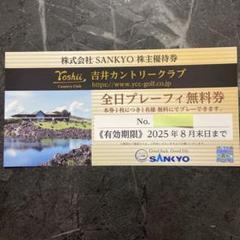 株式会社 SANKYO 株主優待券
Yoshii
Country Club
吉井カントリークラブ
https://www.ycc-golf.co.jp
全日プレーフィ無料券
本券1枚につき1名様 無料にてプレーできます。
No.
《有効期限》2025年8月末日まで
SANKYO